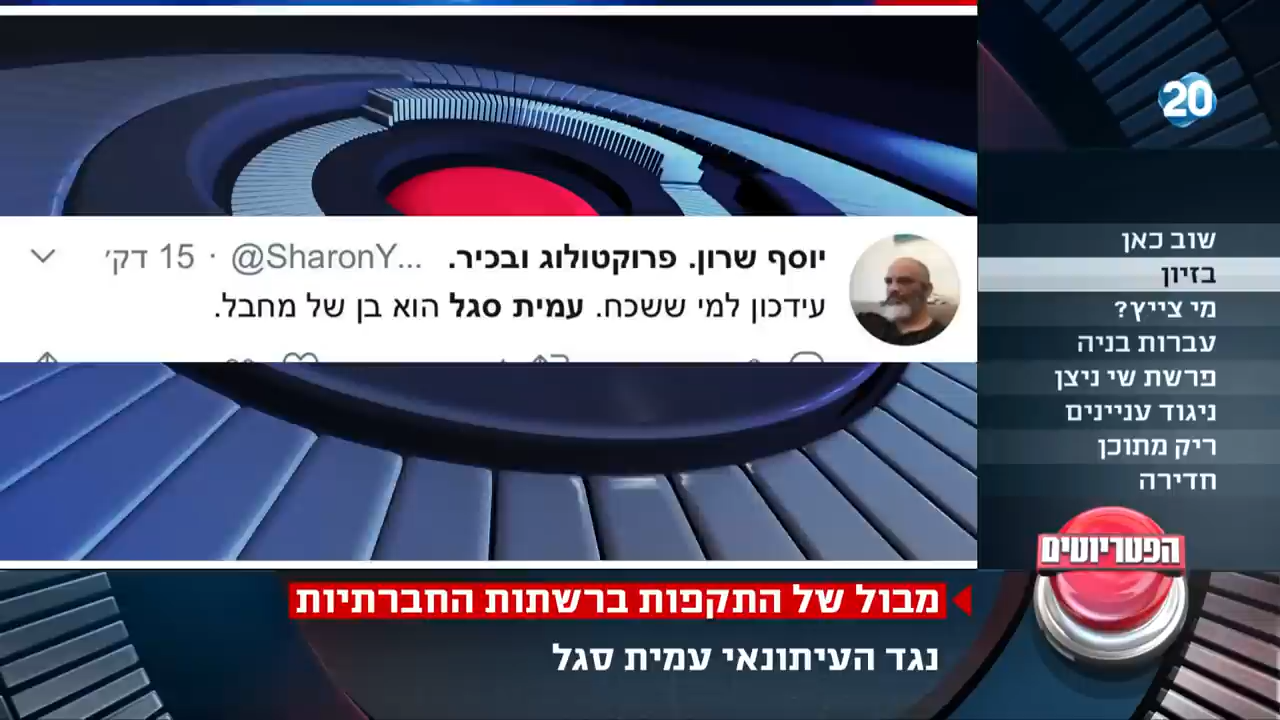 יוסף שרון. פרוקטולוג ובכיר. @SharonY... · 15 דק׳
עידכון למי ששכח. עמית סגל הוא בן של מחבל.
20
שוב כאן
בזיון
מי צייץ?
עברות בניה
פרשת שי ניצן
ניגוד עניינים
ריק מתוכן
חדירה
הפטריוטים
מבול של התקפות ברשתות החברתיות
נגד העיתונאי עמית סגל